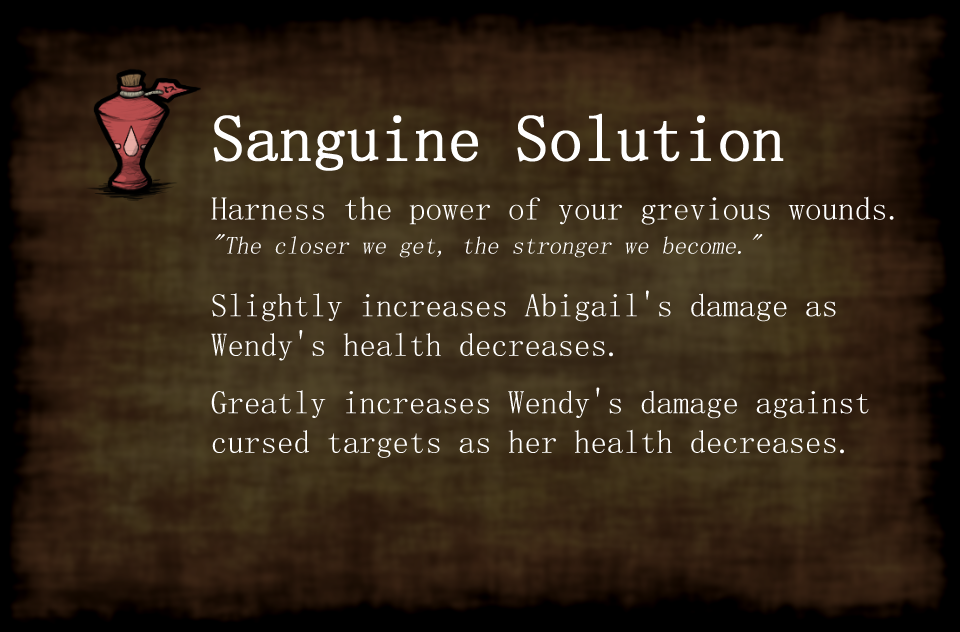 Sanguine Solution
Harness the power of your grevious wounds.
"The closer we get, the stronger we become."
Slightly increases Abigail's damage as
Wendy's health decreases.
Greatly increases Wendy's damage against
cursed targets as her health decreases.